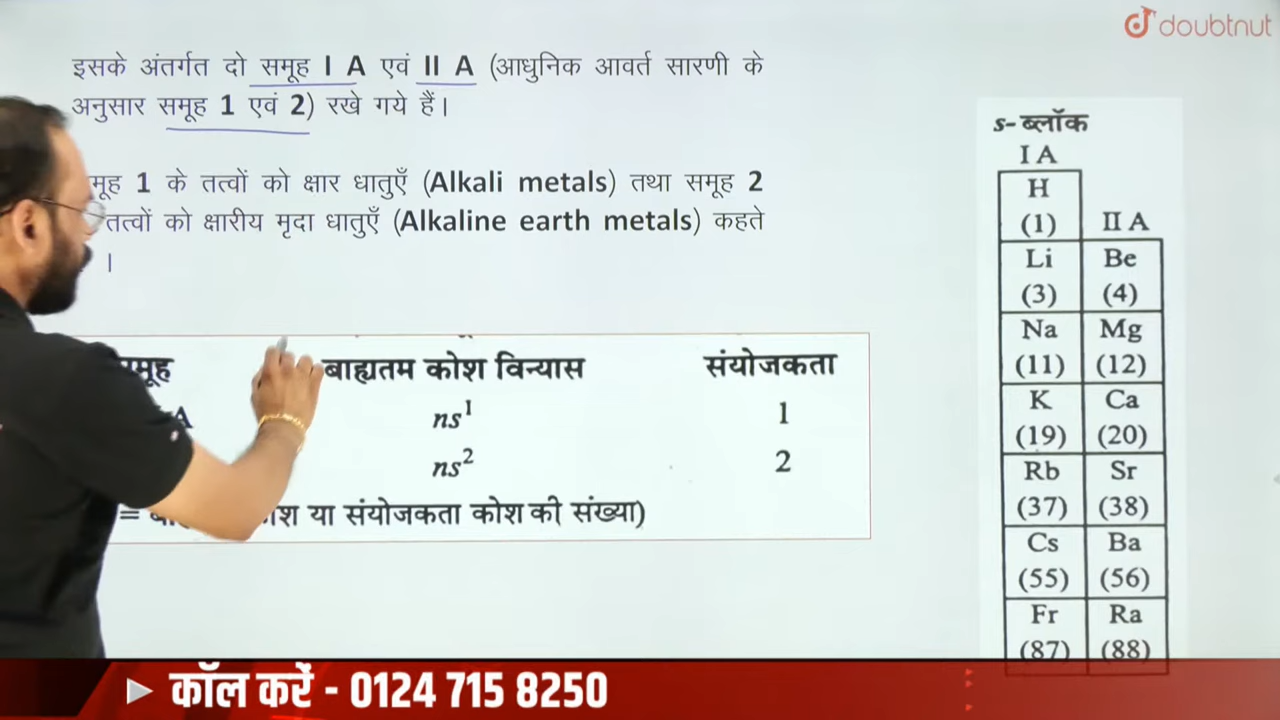 doubtnut
इसके अंतर्गत दो समूह I A एवं II A (आधुनिक आवर्त सारणी के
अनुसार समूह 1 एवं 2) रखे गये हैं।
मूह 1 के तत्वों को क्षार धातुएँ (Alkali metals) तथा समूह 2
तत्वों को क्षारीय मृदा धातुएँ (Alkaline earth metals) कहते
।
मूह बाह्यतम कोश विन्यास संयोजकता
A ns¹ 1
ns² 2
= कोश या संयोजकता कोश की संख्या)
s-ब्लॉक
I A
H
(1) II A
Li Be
(3) (4)
Na Mg
(11) (12)
K Ca
(19) (20)
Rb Sr
(37) (38)
Cs Ba
(55) (56)
Fr Ra
(87) (88)
कॉल करें - 0124 715 8250